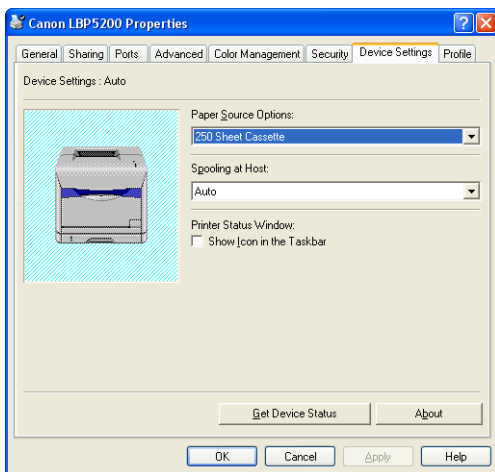 Canon LBP5200 Properties
General Sharing Ports Advanced Color Management Security Device Settings Profile
Device Settings : Auto
Paper Source Options:
250 Sheet Cassette
Spooling at Host:
Auto
Printer Status Window:
Show Icon in the Taskbar
Get Device Status About
OK Cancel Apply Help